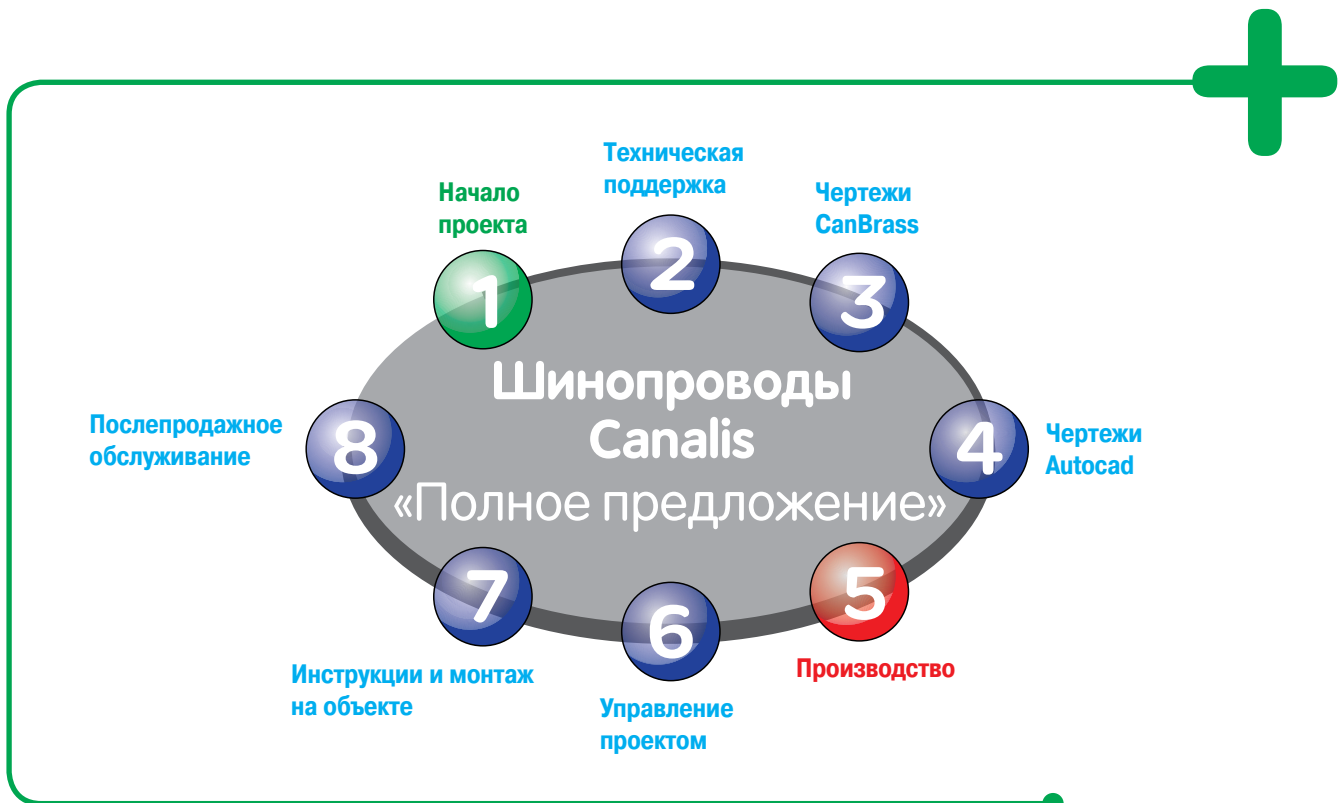 1
Начало
проекта
2
Техническая
поддержка
3
Чертежи
CanBrass
4
Чертежи
Autocad
5
Производство
6
Управление
проектом
7
Инструкции и монтаж
на объекте
8
Послепродажное
обслуживание
Шинопроводы
Canalis
«Полное предложение»